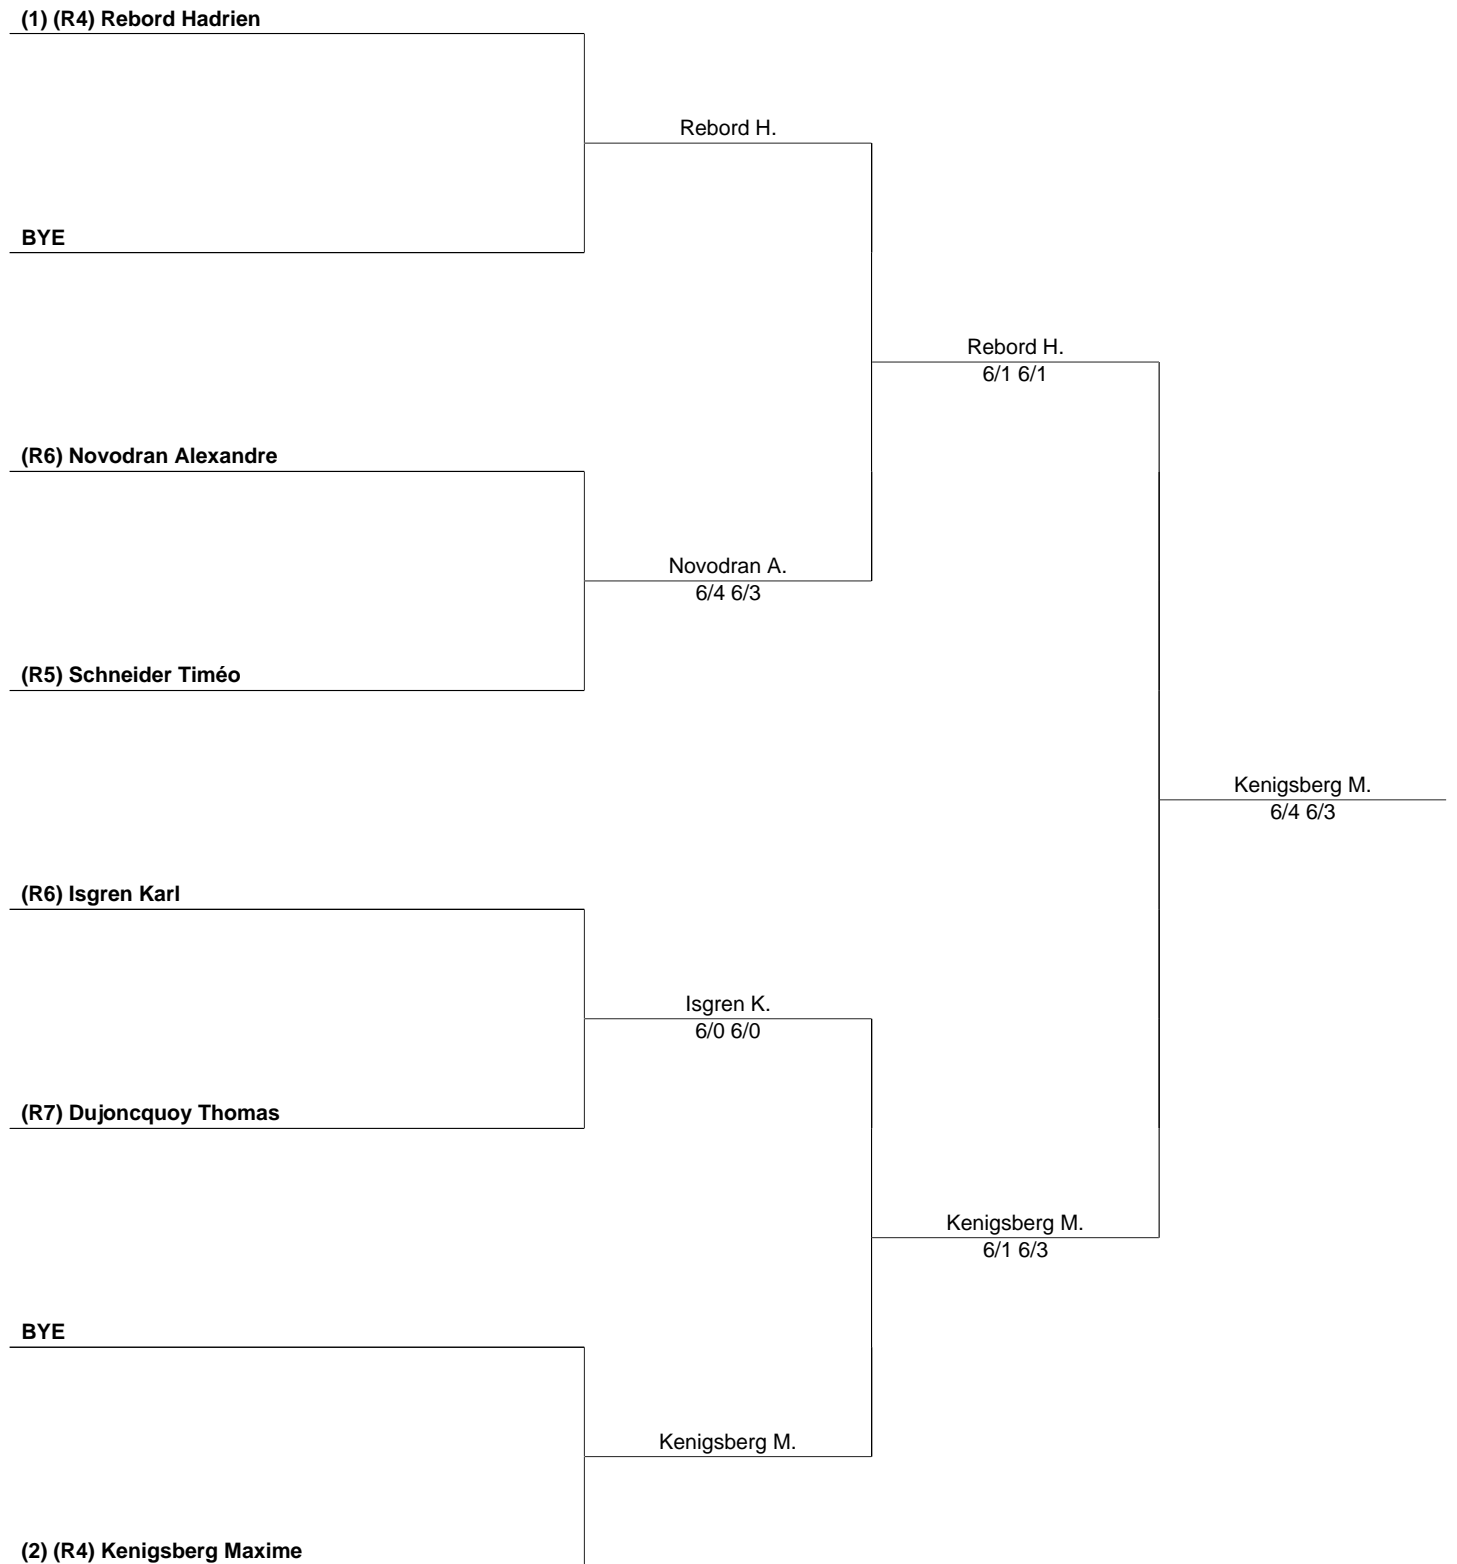 (1) (R4) Rebord Hadrien
Rebord H.
BYE
Rebord H.
6/1 6/1
(R6) Novodran Alexandre
Novodran A.
6/4 6/3
(R5) Schneider Timéo
Kenigsberg M.
6/4 6/3
(R6) Isgren Karl
Isgren K.
6/0 6/0
(R7) Dujoncquoy Thomas
Kenigsberg M.
6/1 6/3
BYE
Kenigsberg M.
(2) (R4) Kenigsberg Maxime